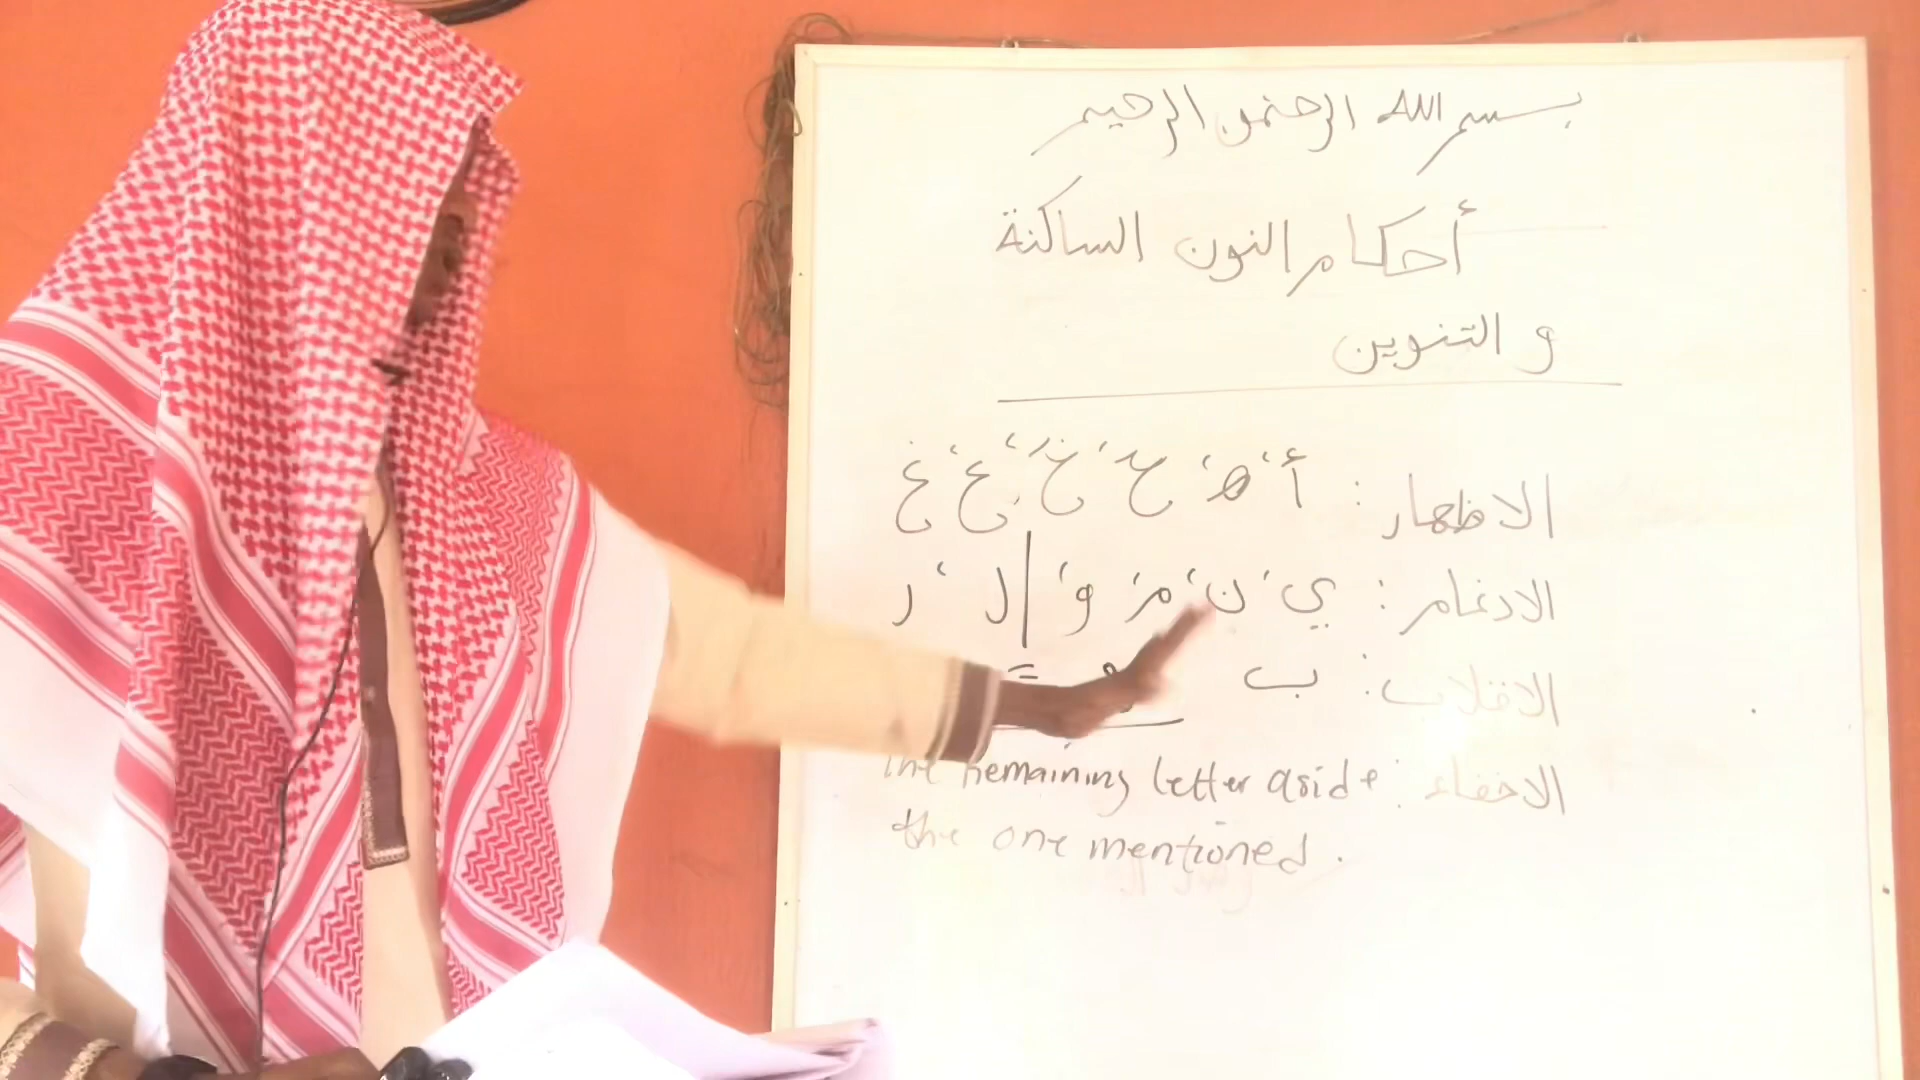 بسم الله الرحمن الرحيم
أحكام النون الساكنة
و التنوين
الاظهار : أ ، ه ، ح ، خ ، ع ، غ
الادغام : ي ، ن ، م ، و ، | ل ، ر
الاقلاب : ب
الاخفاء : The Remaining letter aside
the one mentioned .